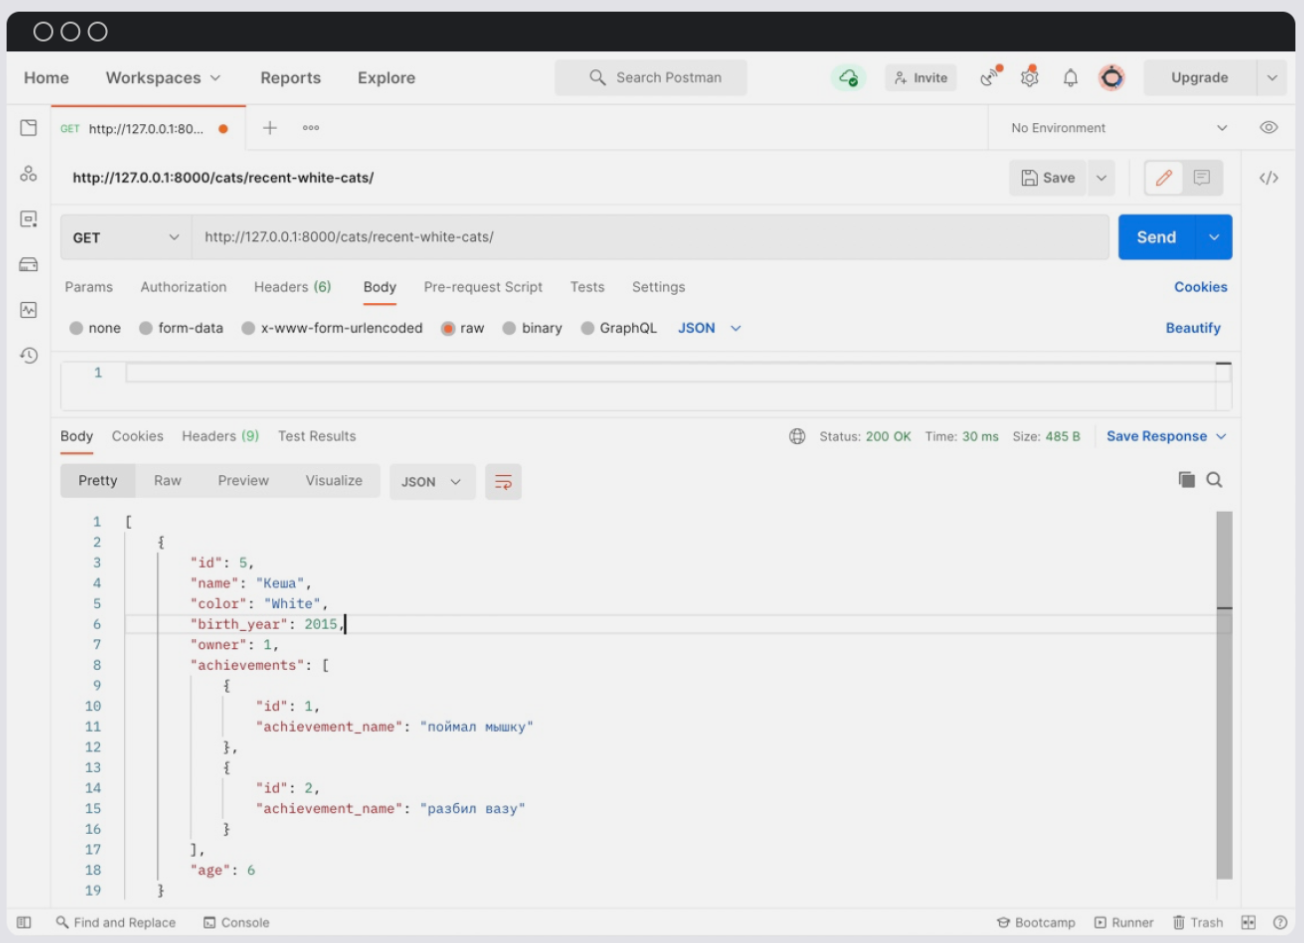 Home Workspaces Reports Explore Search Postman Invite Upgrade
GET http://127.0.0.1:80... No Environment
http://127.0.0.1:8000/cats/recent-white-cats/ Save
GET http://127.0.0.1:8000/cats/recent-white-cats/ Send
Params Authorization Headers (6) Body Pre-request Script Tests Settings Cookies
none form-data x-www-form-urlencoded raw binary GraphQL JSON Beautify
1
Body Cookies Headers (9) Test Results Status: 200 OK Time: 30 ms Size: 485 B Save Response
Pretty Raw Preview Visualize JSON
1 [
2 {
3 "id": 5,
4 "name": "Кеша",
5 "color": "White",
6 "birth_year": 2015,
7 "owner": 1,
8 "achievements": [
9 {
10 "id": 1,
11 "achievement_name": "поймал мышку"
12 },
13 {
14 "id": 2,
15 "achievement_name": "разбил вазу"
16 }
17 ],
18 "age": 6
19 }
Find and Replace Console Bootcamp Runner Trash